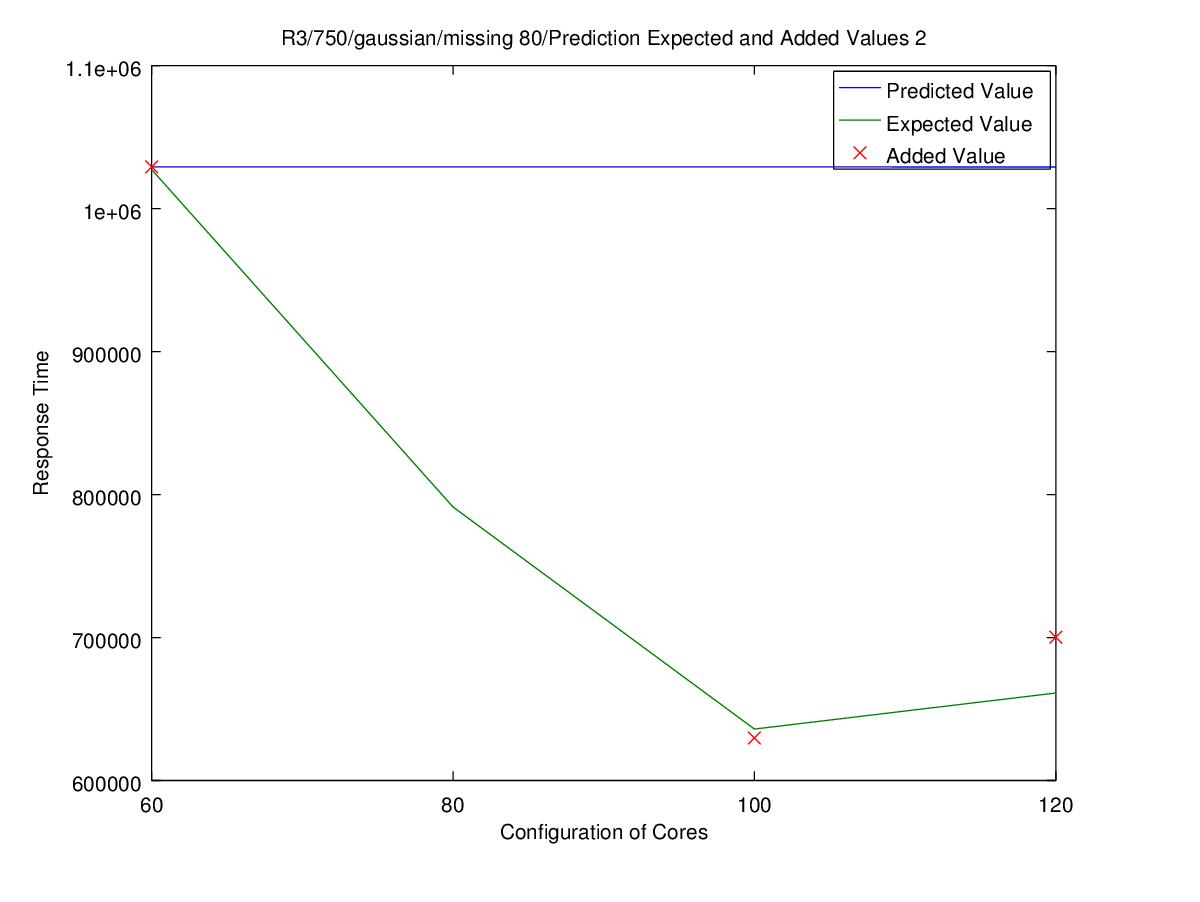 R3/750/gaussian/missing 80/Prediction Expected and Added Values 2
1.1e+06
1e+06
900000
800000
700000
600000
Response Time
Predicted Value
Expected Value
Added Value
60
80
100
120
Configuration of Cores